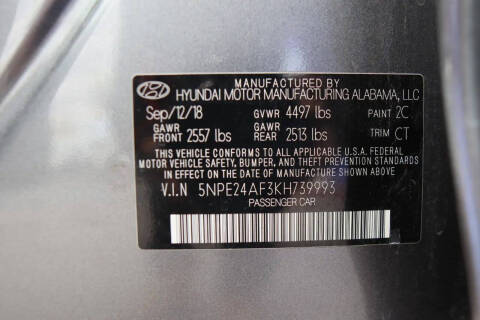 MANUFACTURED BY
HYUNDAI MOTOR MANUFACTURING ALABAMA, LLC
Sep/12/18 GVWR 4497 lbs PAINT 2C
GAWR FRONT 2557 lbs GAWR REAR 2513 lbs TRIM CT
THIS VEHICLE CONFORMS TO ALL APPLICABLE U.S.A FEDERAL
MOTOR VEHICLE SAFETY, BUMPER, AND THEFT PREVENTION
STANDARDS IN EFFECT ON THE DATE OF MANUFACTURE SHOWN ABOVE.
V.I.N 5NPE24AF3KH739993
PASSENGER CAR